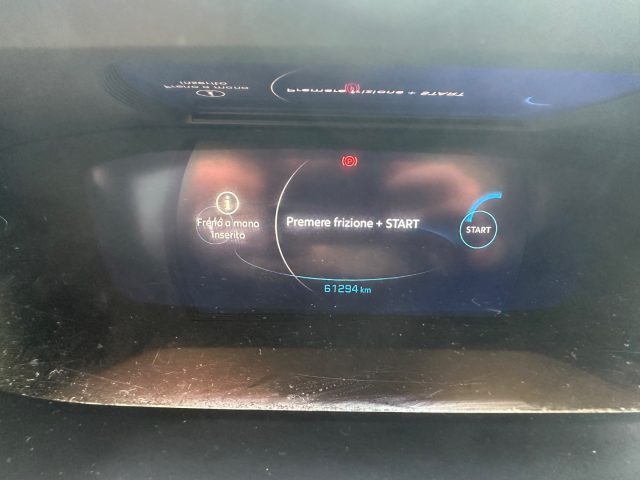 Freno a mano
inserito
Premere frizione + START
START
61294 km